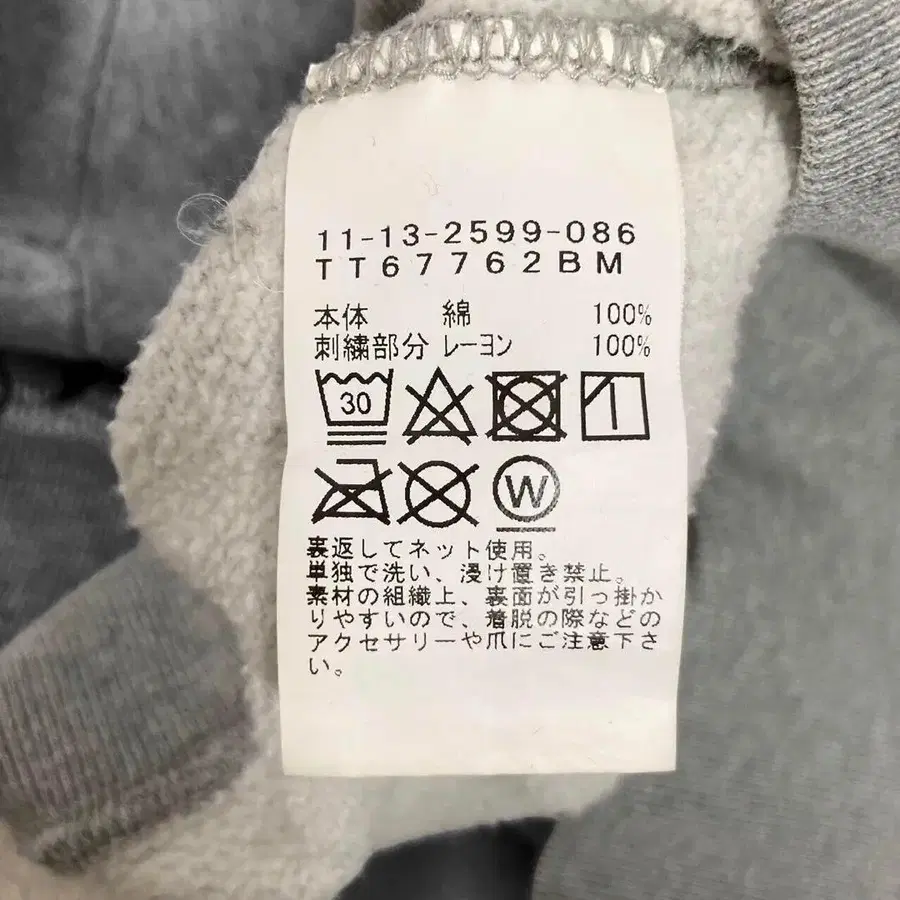 11-13-2599-086
TT67762BM
本体 綿 100%
刺繍部分 レーヨン 100%
30
W
裏返してネット使用。
単独で洗い、浸け置き禁止。
素材の組織上、裏面が引っ掛か
りやすいので、着脱の際などの
アクセサリーや爪にご注意下さ
い。